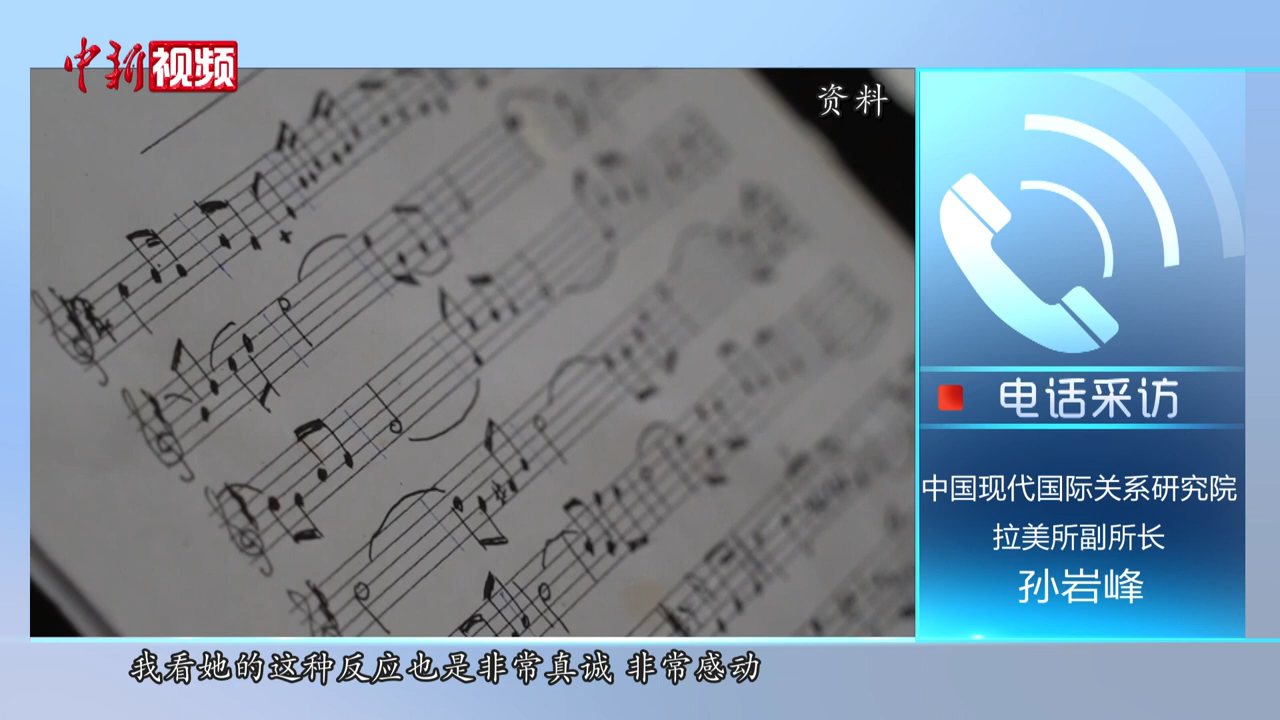 中新视频
资料
电话采访
中国现代国际关系研究院
拉美所副所长
孙岩峰
我看她的这种反应也是非常真诚 非常感动